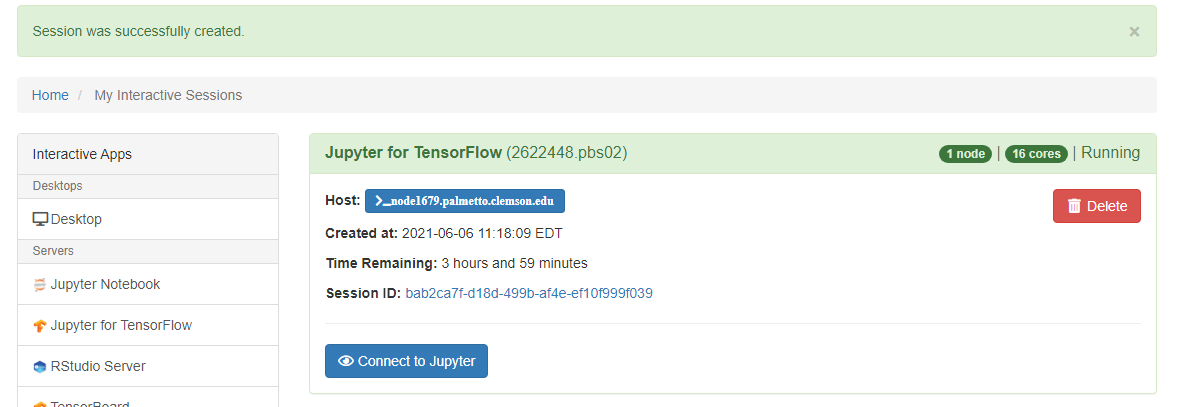 Session was successfully created.
×
Home / My Interactive Sessions
Interactive Apps
Desktops
Desktop
Servers
Jupyter Notebook
Jupyter for TensorFlow
RStudio Server
TensorBoard
Jupyter for TensorFlow (2622448.pbs02)
1 node | 16 cores | Running
Host: >_node1679.palmetto.clemson.edu
Delete
Created at: 2021-06-06 11:18:09 EDT
Time Remaining: 3 hours and 59 minutes
Session ID: bab2ca7f-d18d-499b-af4e-ef10f999f039
Connect to Jupyter